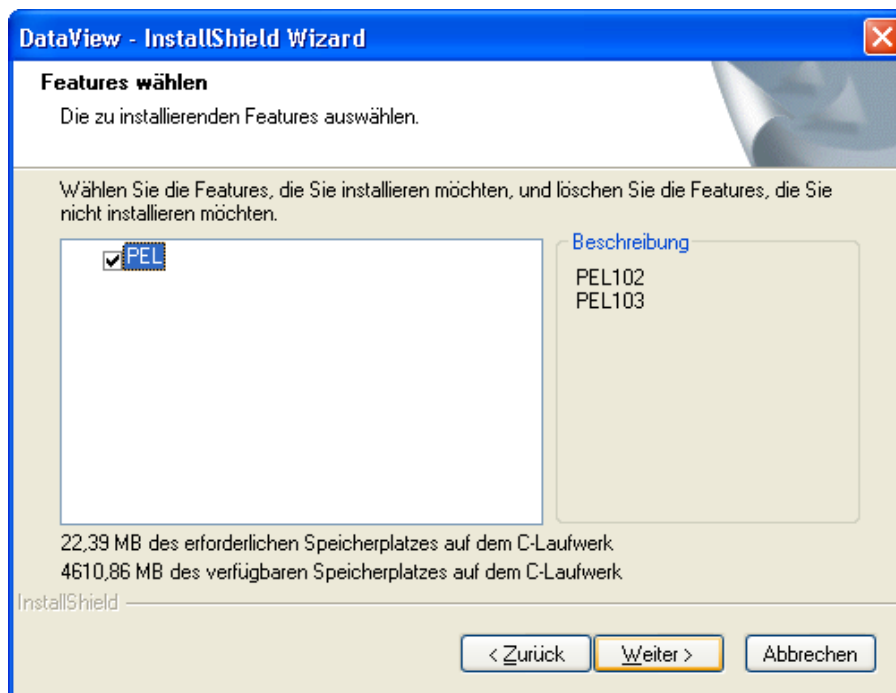 DataView - InstallShield Wizard
Features wählen
Die zu installierenden Features auswählen.
Wählen Sie die Features, die Sie installieren möchten, und löschen Sie die Features, die Sie
nicht installieren möchten.
PEL
Beschreibung
PEL102
PEL103
22,39 MB des erforderlichen Speicherplatzes auf dem C-Laufwerk
4610,86 MB des verfügbaren Speicherplatzes auf dem C-Laufwerk
InstallShield
< Zurück
Weiter >
Abbrechen